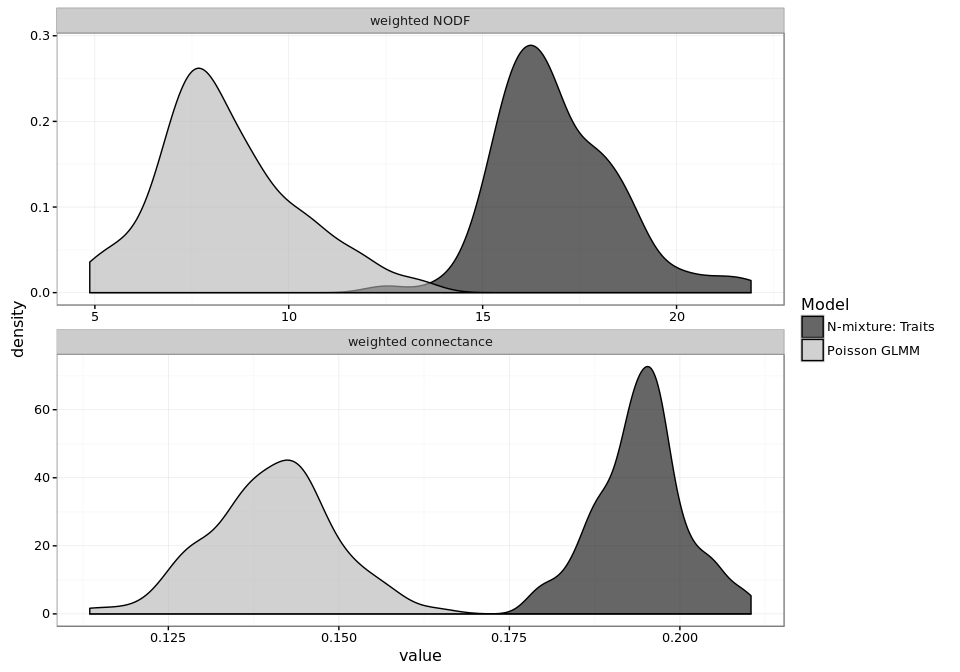 weighted NODF
0.3
0.2
0.1
0.0
5 10 15 20
weighted connectance
60
40
20
0
0.125 0.150 0.175 0.200
value
density
Model
N-mixture: Traits
Poisson GLMM